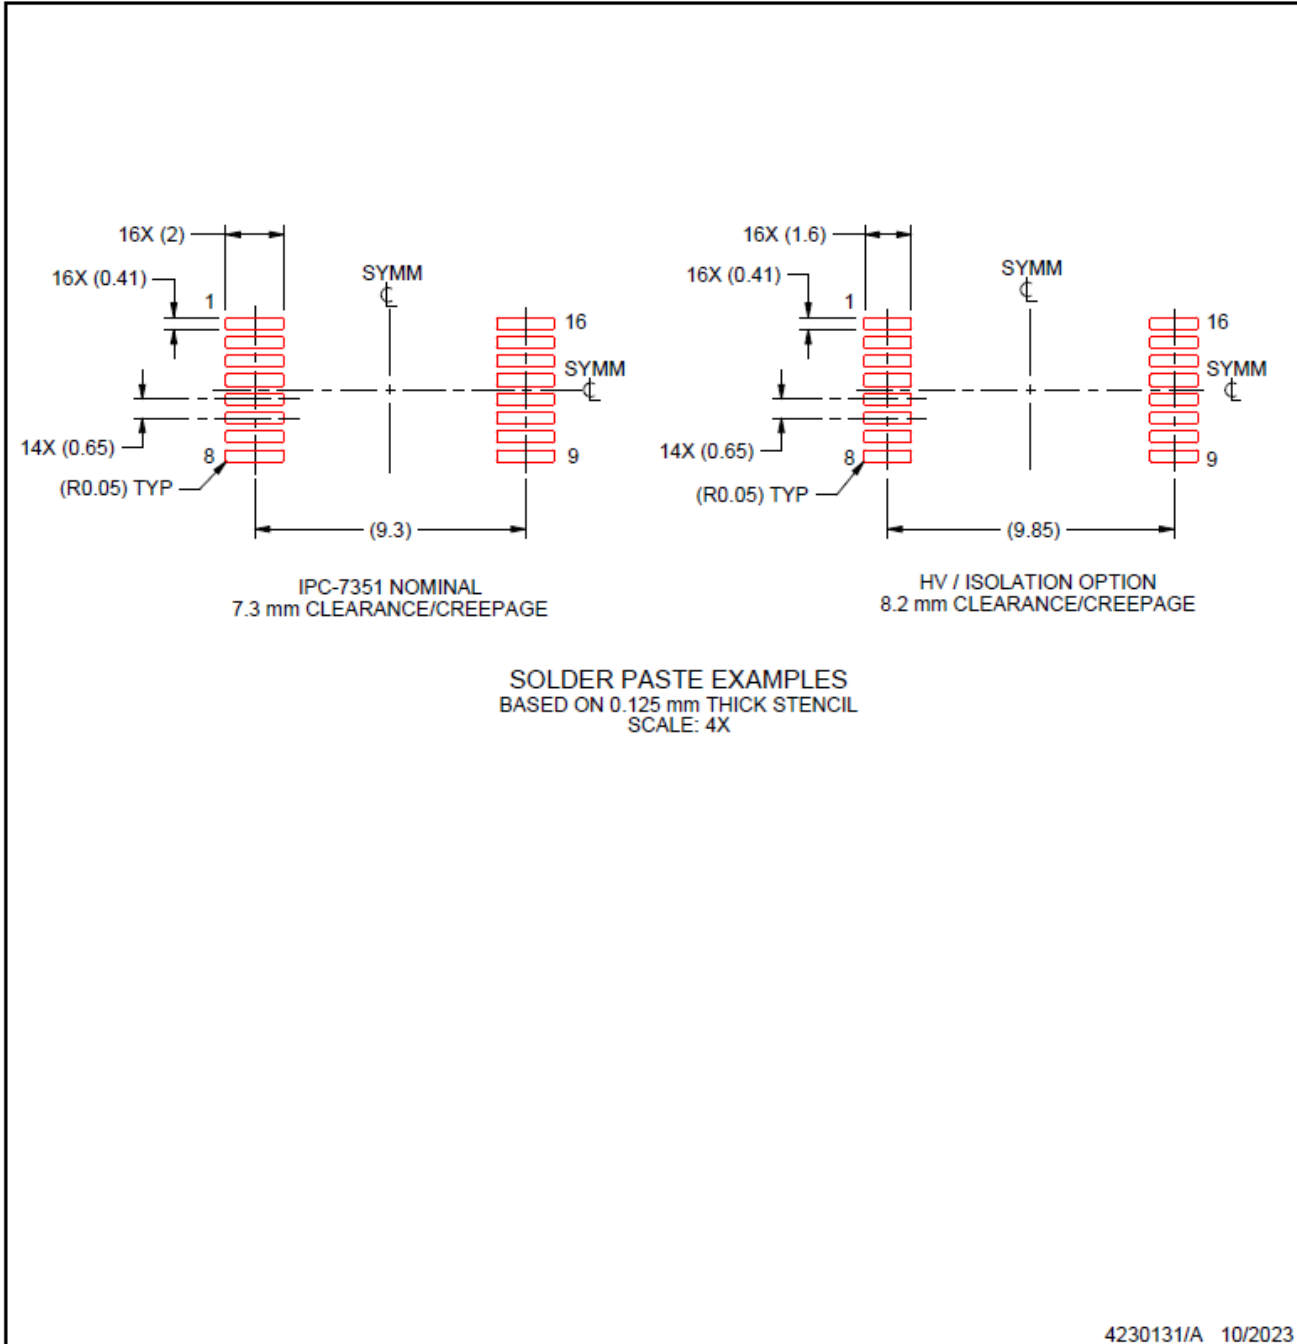 16X (2)
16X (0.41)
1
SYMM
℄
16
SYMM
℄
14X (0.65)
8
9
(R0.05) TYP
(9.3)
IPC-7351 NOMINAL
7.3 mm CLEARANCE/CREEPAGE
16X (1.6)
16X (0.41)
1
SYMM
℄
16
SYMM
℄
14X (0.65)
8
9
(R0.05) TYP
(9.85)
HV / ISOLATION OPTION
8.2 mm CLEARANCE/CREEPAGE
SOLDER PASTE EXAMPLES
BASED ON 0.125 mm THICK STENCIL
SCALE: 4X
4230131/A 10/2023